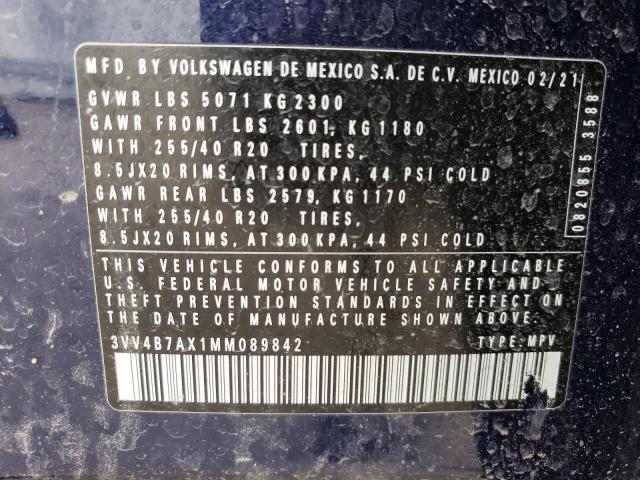 MFD. BY VOLKSWAGEN DE MEXICO S.A. DE C.V. MEXICO 02/21
GVWR LBS 5071 KG 2300
GAWR FRONT LBS 2601, KG 1180
WITH 255/40 R20 TIRES,
8.5JX20 RIMS, AT 300 KPA, 44 PSI COLD
GAWR REAR LBS 2579, KG 1170
WITH 255/40 R20 TIRES,
8.5JX20 RIMS, AT 300 KPA, 44 PSI COLD
THIS VEHICLE CONFORMS TO ALL APPLICABLE
U.S. FEDERAL MOTOR VEHICLE SAFETY AND
THEFT PREVENTION STANDARDS IN EFFECT ON
THE DATE OF MANUFACTURE SHOWN ABOVE.
3VV4B7AX1MM089842 TYPE: MPV
0820855 3588